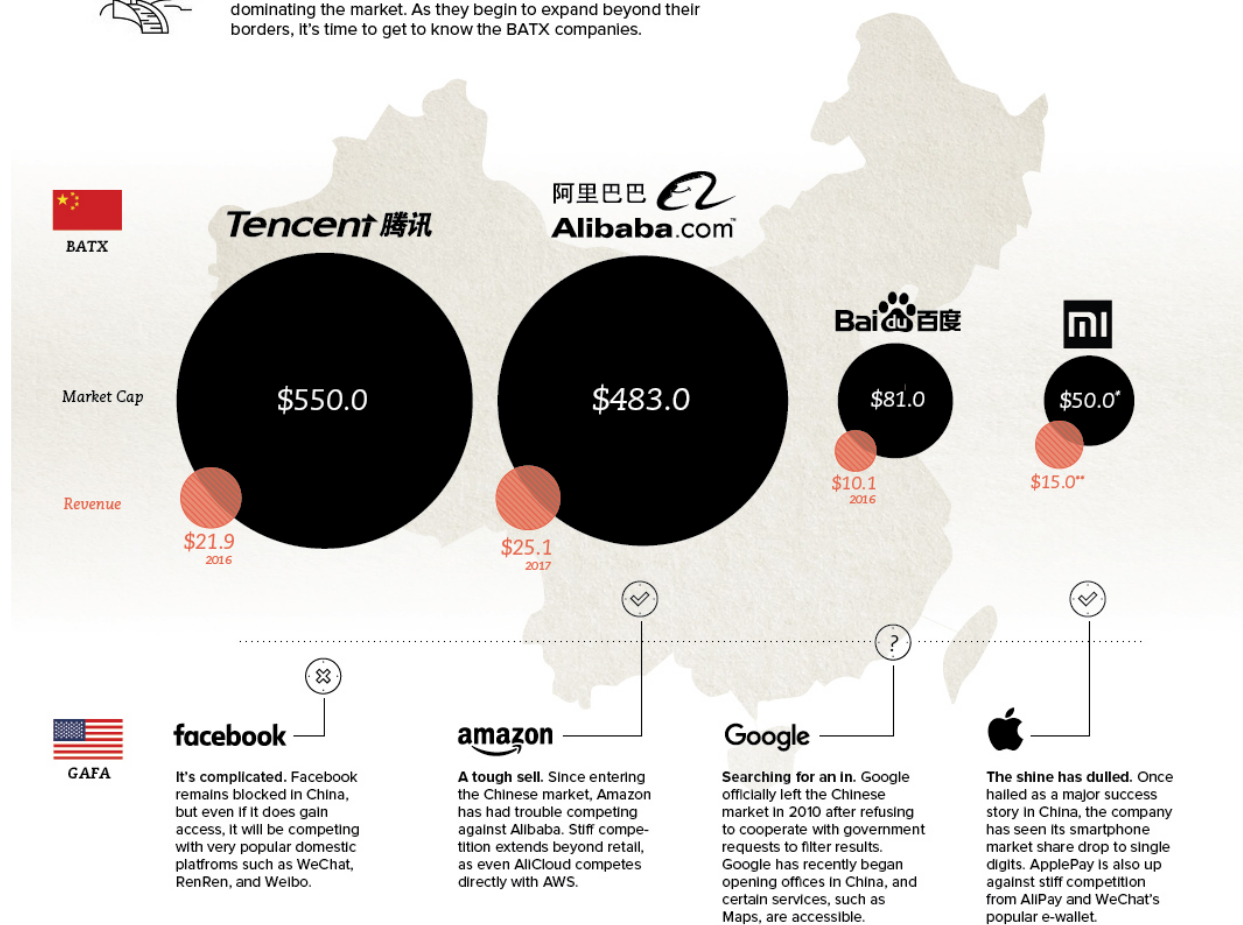 dominating the market. As they begin to expand beyond their
borders, it's time to get to know the BATX companies.
BATX
Tencent 腾讯
阿里巴巴
Alibaba.com™
Bai du 百度
mi
Market Cap
$550.0
$483.0
$81.0
$50.0*
Revenue
$21.9
2016
$25.1
2017
$10.1
2016
$15.0**
?
GAFA
facebook
It's complicated. Facebook
remains blocked in China,
but even if it does gain
access, it will be competing
with very popular domestic
platfroms such as WeChat,
RenRen, and Weibo.
amazon
A tough sell. Since entering
the Chinese market, Amazon
has had trouble competing
against Alibaba. Stiff compe-
tition extends beyond retail,
as even AliCloud competes
directly with AWS.
Google
Searching for an in. Google
officially left the Chinese
market in 2010 after refusing
to cooperate with government
requests to filter results.
Google has recently began
opening offices in China, and
certain services, such as
Maps, are accessible.
The shine has dulled. Once
hailed as a major success
story in China, the company
has seen its smartphone
market share drop to single
digits. ApplePay is also up
against stiff competition
from AliPay and WeChat's
popular e-wallet.